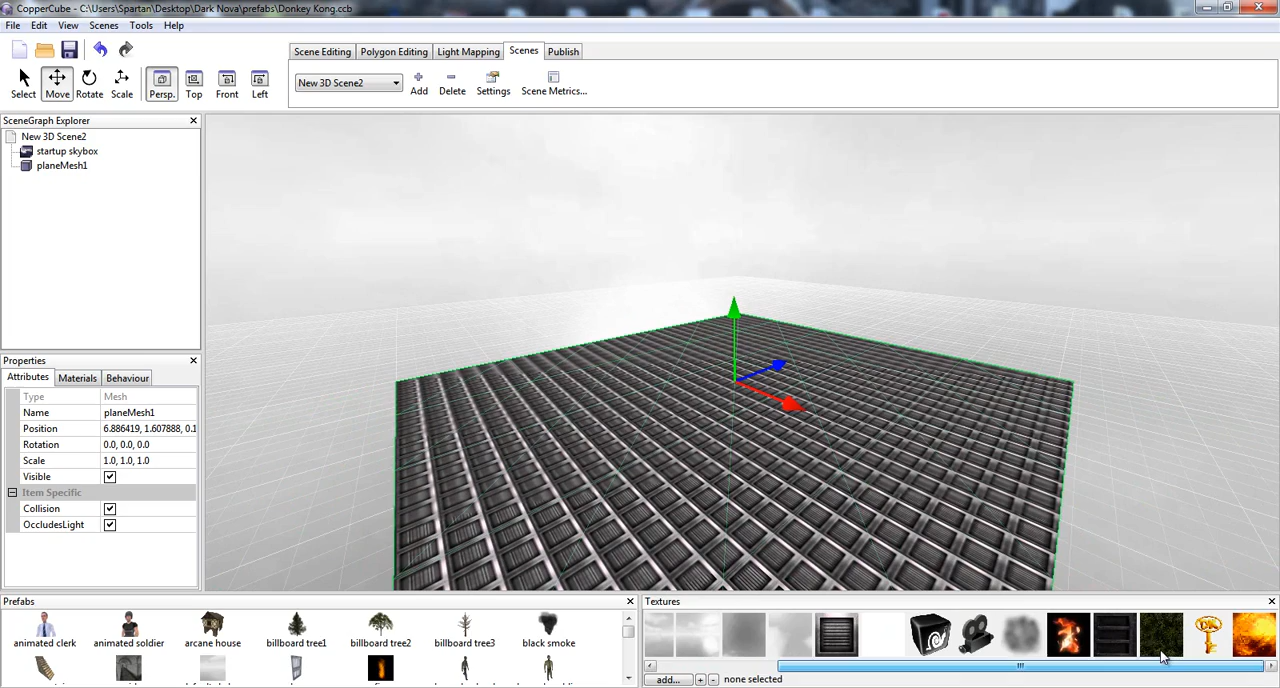 CopperCube - C:\Users\Spartan\Desktop\Dark Nova\prefabs\Donkey Kong.ccb
File Edit View Scenes Tools Help
Scene Editing Polygon Editing Light Mapping Scenes Publish
Select Move Rotate Scale Persp. Top Front Left
New 3D Scene2 Add Delete Settings Scene Metrics...
SceneGraph Explorer
New 3D Scene2
startup skybox
planeMesh1
Properties
Attributes Materials Behaviour
Type Mesh
Name planeMesh1
Position 6.886419, 1.607888, 0.1
Rotation 0.0, 0.0, 0.0
Scale 1.0, 1.0, 1.0
Visible
Item Specific
Collision
OccludesLight
Prefabs
animated clerk animated soldier arcane house billboard tree1 billboard tree2 billboard tree3 black smoke
Textures
DK
add... + - none selected